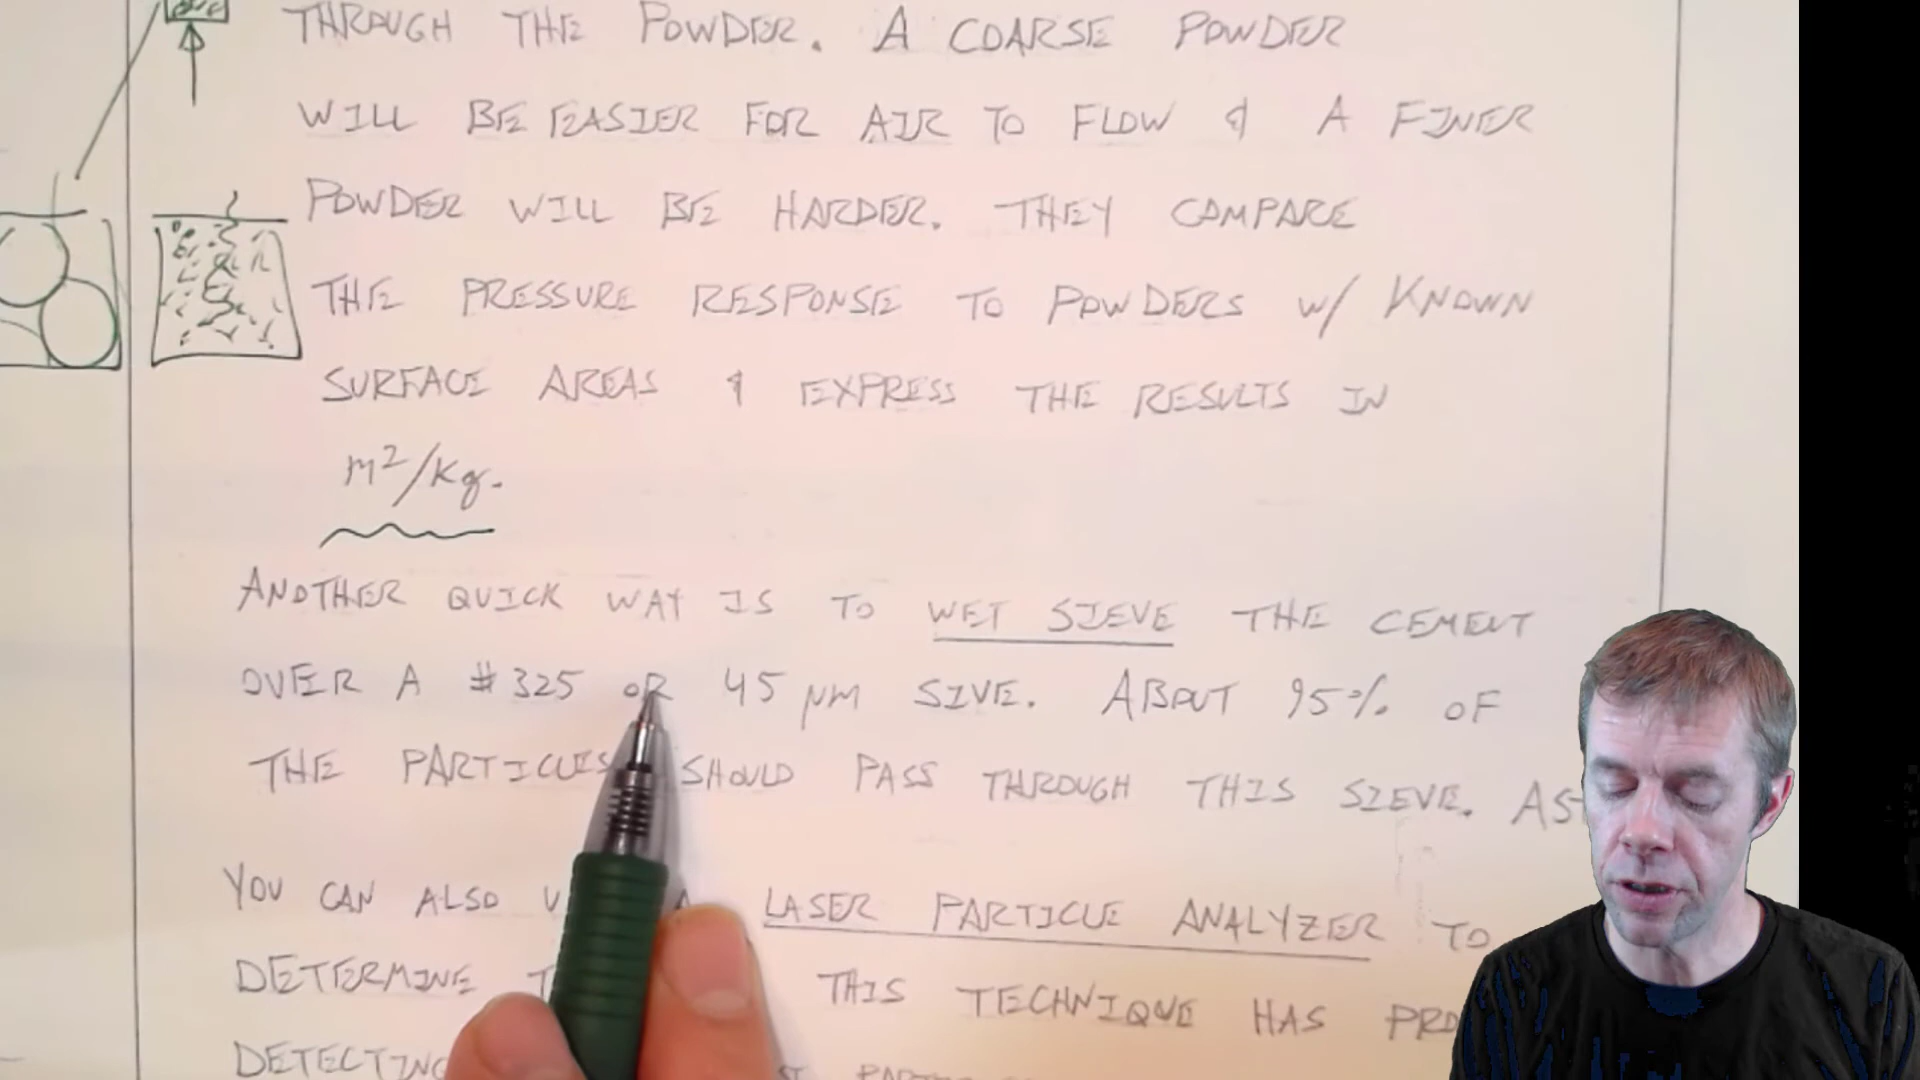 THROUGH THE POWDER. A COARSE POWDER
WILL BE EASIER FOR AIR TO FLOW & A FINER
POWDER WILL BE HARDER. THEY COMPARE
THE PRESSURE RESPONSE TO POWDERS W/ KNOWN
SURFACE AREAS & EXPRESS THE RESULTS IN
m²/kg.
ANOTHER QUICK WAY IS TO WET SIEVE THE CEMENT
OVER A #325 OR 45 µM SIVE. ABOUT 95% OF
THE PARTICLES SHOULD PASS THROUGH THIS SIEVE.
YOU CAN ALSO LASER PARTICLE ANALYZER TO
DETERMINE THIS TECHNIQUE HAS
DETECTING